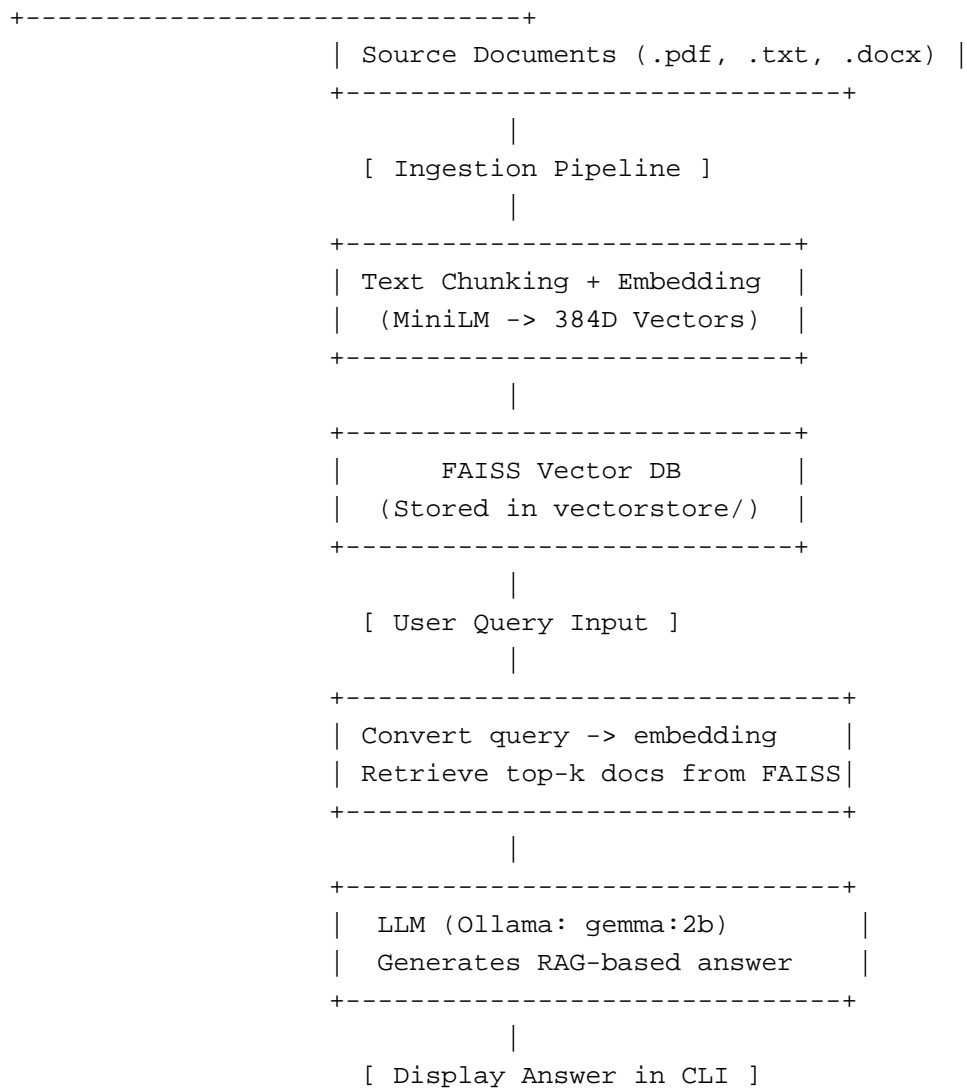 +--------------------------------+
| Source Documents (.pdf, .txt, .docx) |
+-------------------------------+
|
[ Ingestion Pipeline ]
|
+----------------------------+
| Text Chunking + Embedding |
| (MiniLM -> 384D Vectors) |
+----------------------------+
|
+----------------------------+
| FAISS Vector DB |
| (Stored in vectorstore/) |
+----------------------------+
|
[ User Query Input ]
|
+-------------------------------+
| Convert query -> embedding |
| Retrieve top-k docs from FAISS|
+-------------------------------+
|
+-------------------------------+
| LLM (Ollama: gemma:2b) |
| Generates RAG-based answer |
+-------------------------------+
|
[ Display Answer in CLI ]